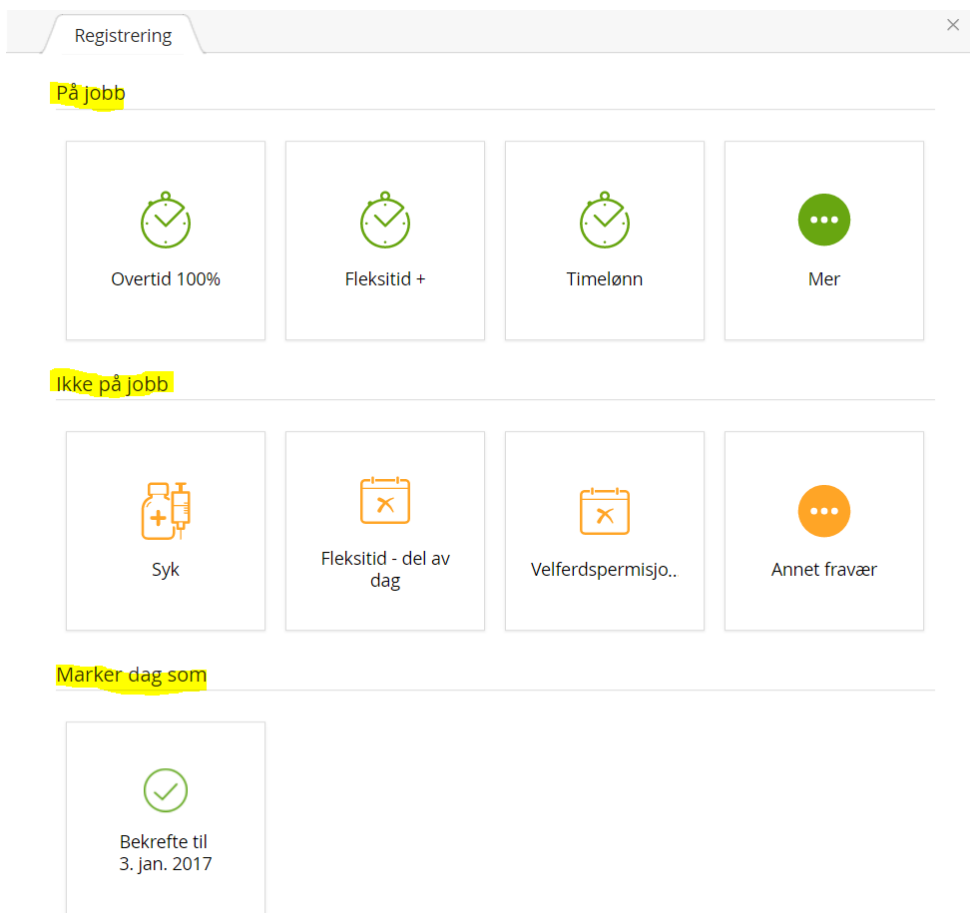 Registrering
På jobb
Overtid 100%
Fleksitid +
Timelønn
Mer
Ikke på jobb
Syk
Fleksitid - del av
dag
Velferdspermisjo..
Annet fravær
Marker dag som
Bekrefte til
3. jan. 2017